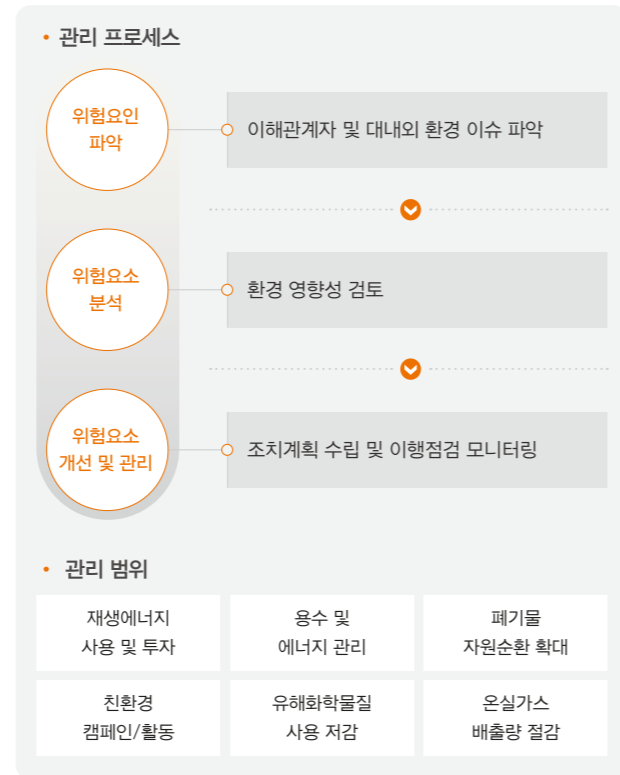 • 관리 프로세스
위험요인
파악
이해관계자 및 대내외 환경 이슈 파악
위험요소
분석
환경 영향성 검토
위험요소
개선 및 관리
조치계획 수립 및 이행점검 모니터링
• 관리 범위
재생에너지
사용 및 투자
용수 및
에너지 관리
폐기물
자원순환 확대
친환경
캠페인/활동
유해화학물질
사용 저감
온실가스
배출량 절감